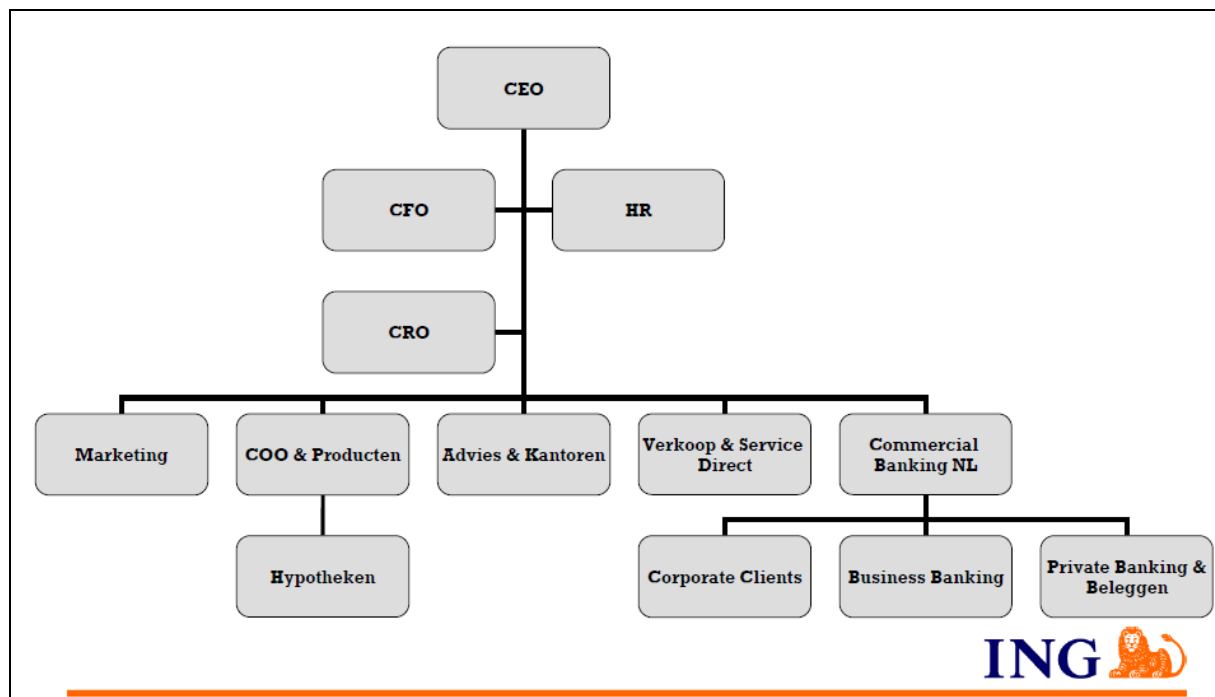 CEO
CFO
HR
CRO
Marketing
COO & Producten
Advies & Kantoren
Verkoop & Service
Direct
Commercial
Banking NL
Hypotheken
Corporate Clients
Business Banking
Private Banking &
Beleggen
ING